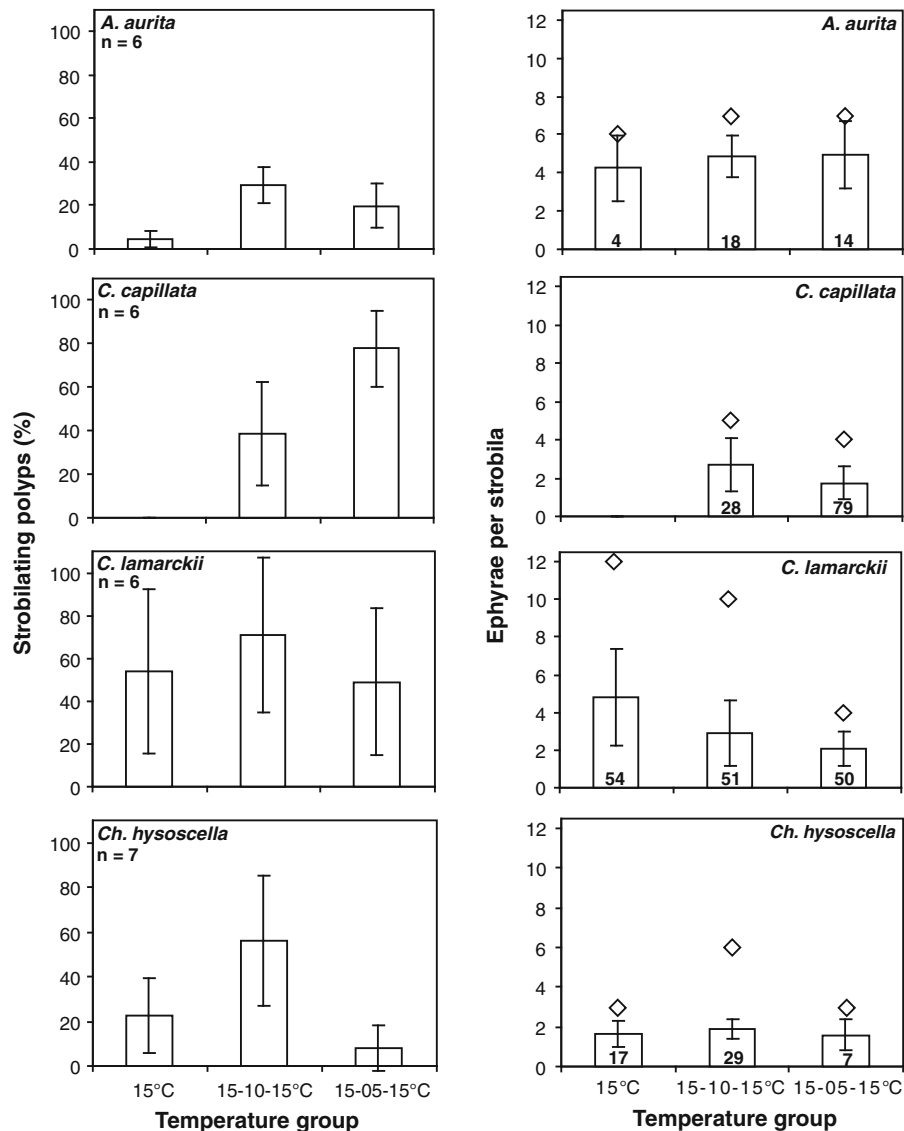 A. aurita
n = 6
100
80
60
40
20
0
C. capillata
n = 6
100
80
60
40
20
0
C. lamarckii
n = 6
100
80
60
40
20
0
Ch. hysoscella
n = 7
100
80
60
40
20
0
Strobilating polyps (%)
15°C 15-10-15°C 15-05-15°C
Temperature group
A. aurita
12
10
8
6
4
2
0
4 18 14
C. capillata
12
10
8
6
4
2
0
28 79
C. lamarckii
12
10
8
6
4
2
0
54 51 50
Ch. hysoscella
12
10
8
6
4
2
0
17 29 7
Ephyrae per strobila
15°C 15-10-15°C 15-05-15°C
Temperature group